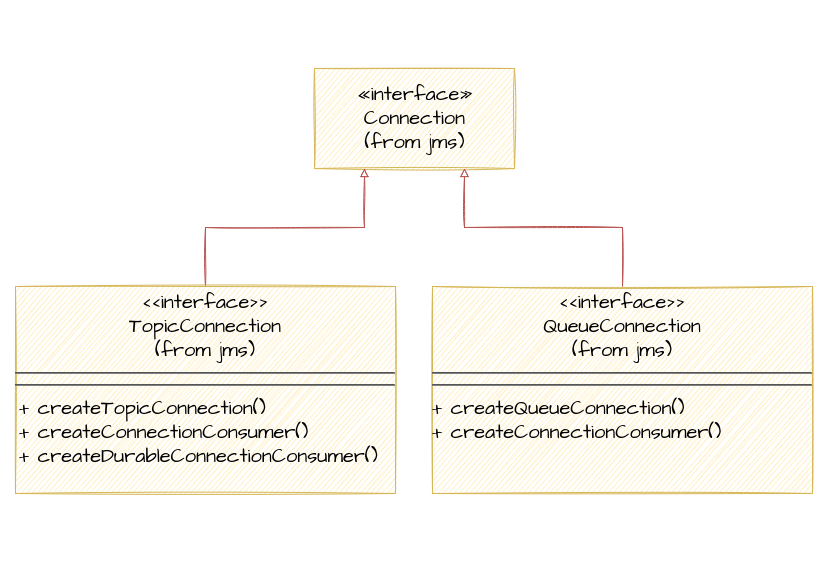 «interface»
Connection
(from jms)
<<interface>>
TopicConnection
(from jms)
+ createTopicConnection()
+ createConnectionConsumer()
+ createDurableConnectionConsumer()
<<interface>>
QueueConnection
(from jms)
+ createQueueConnection()
+ createConnectionConsumer()